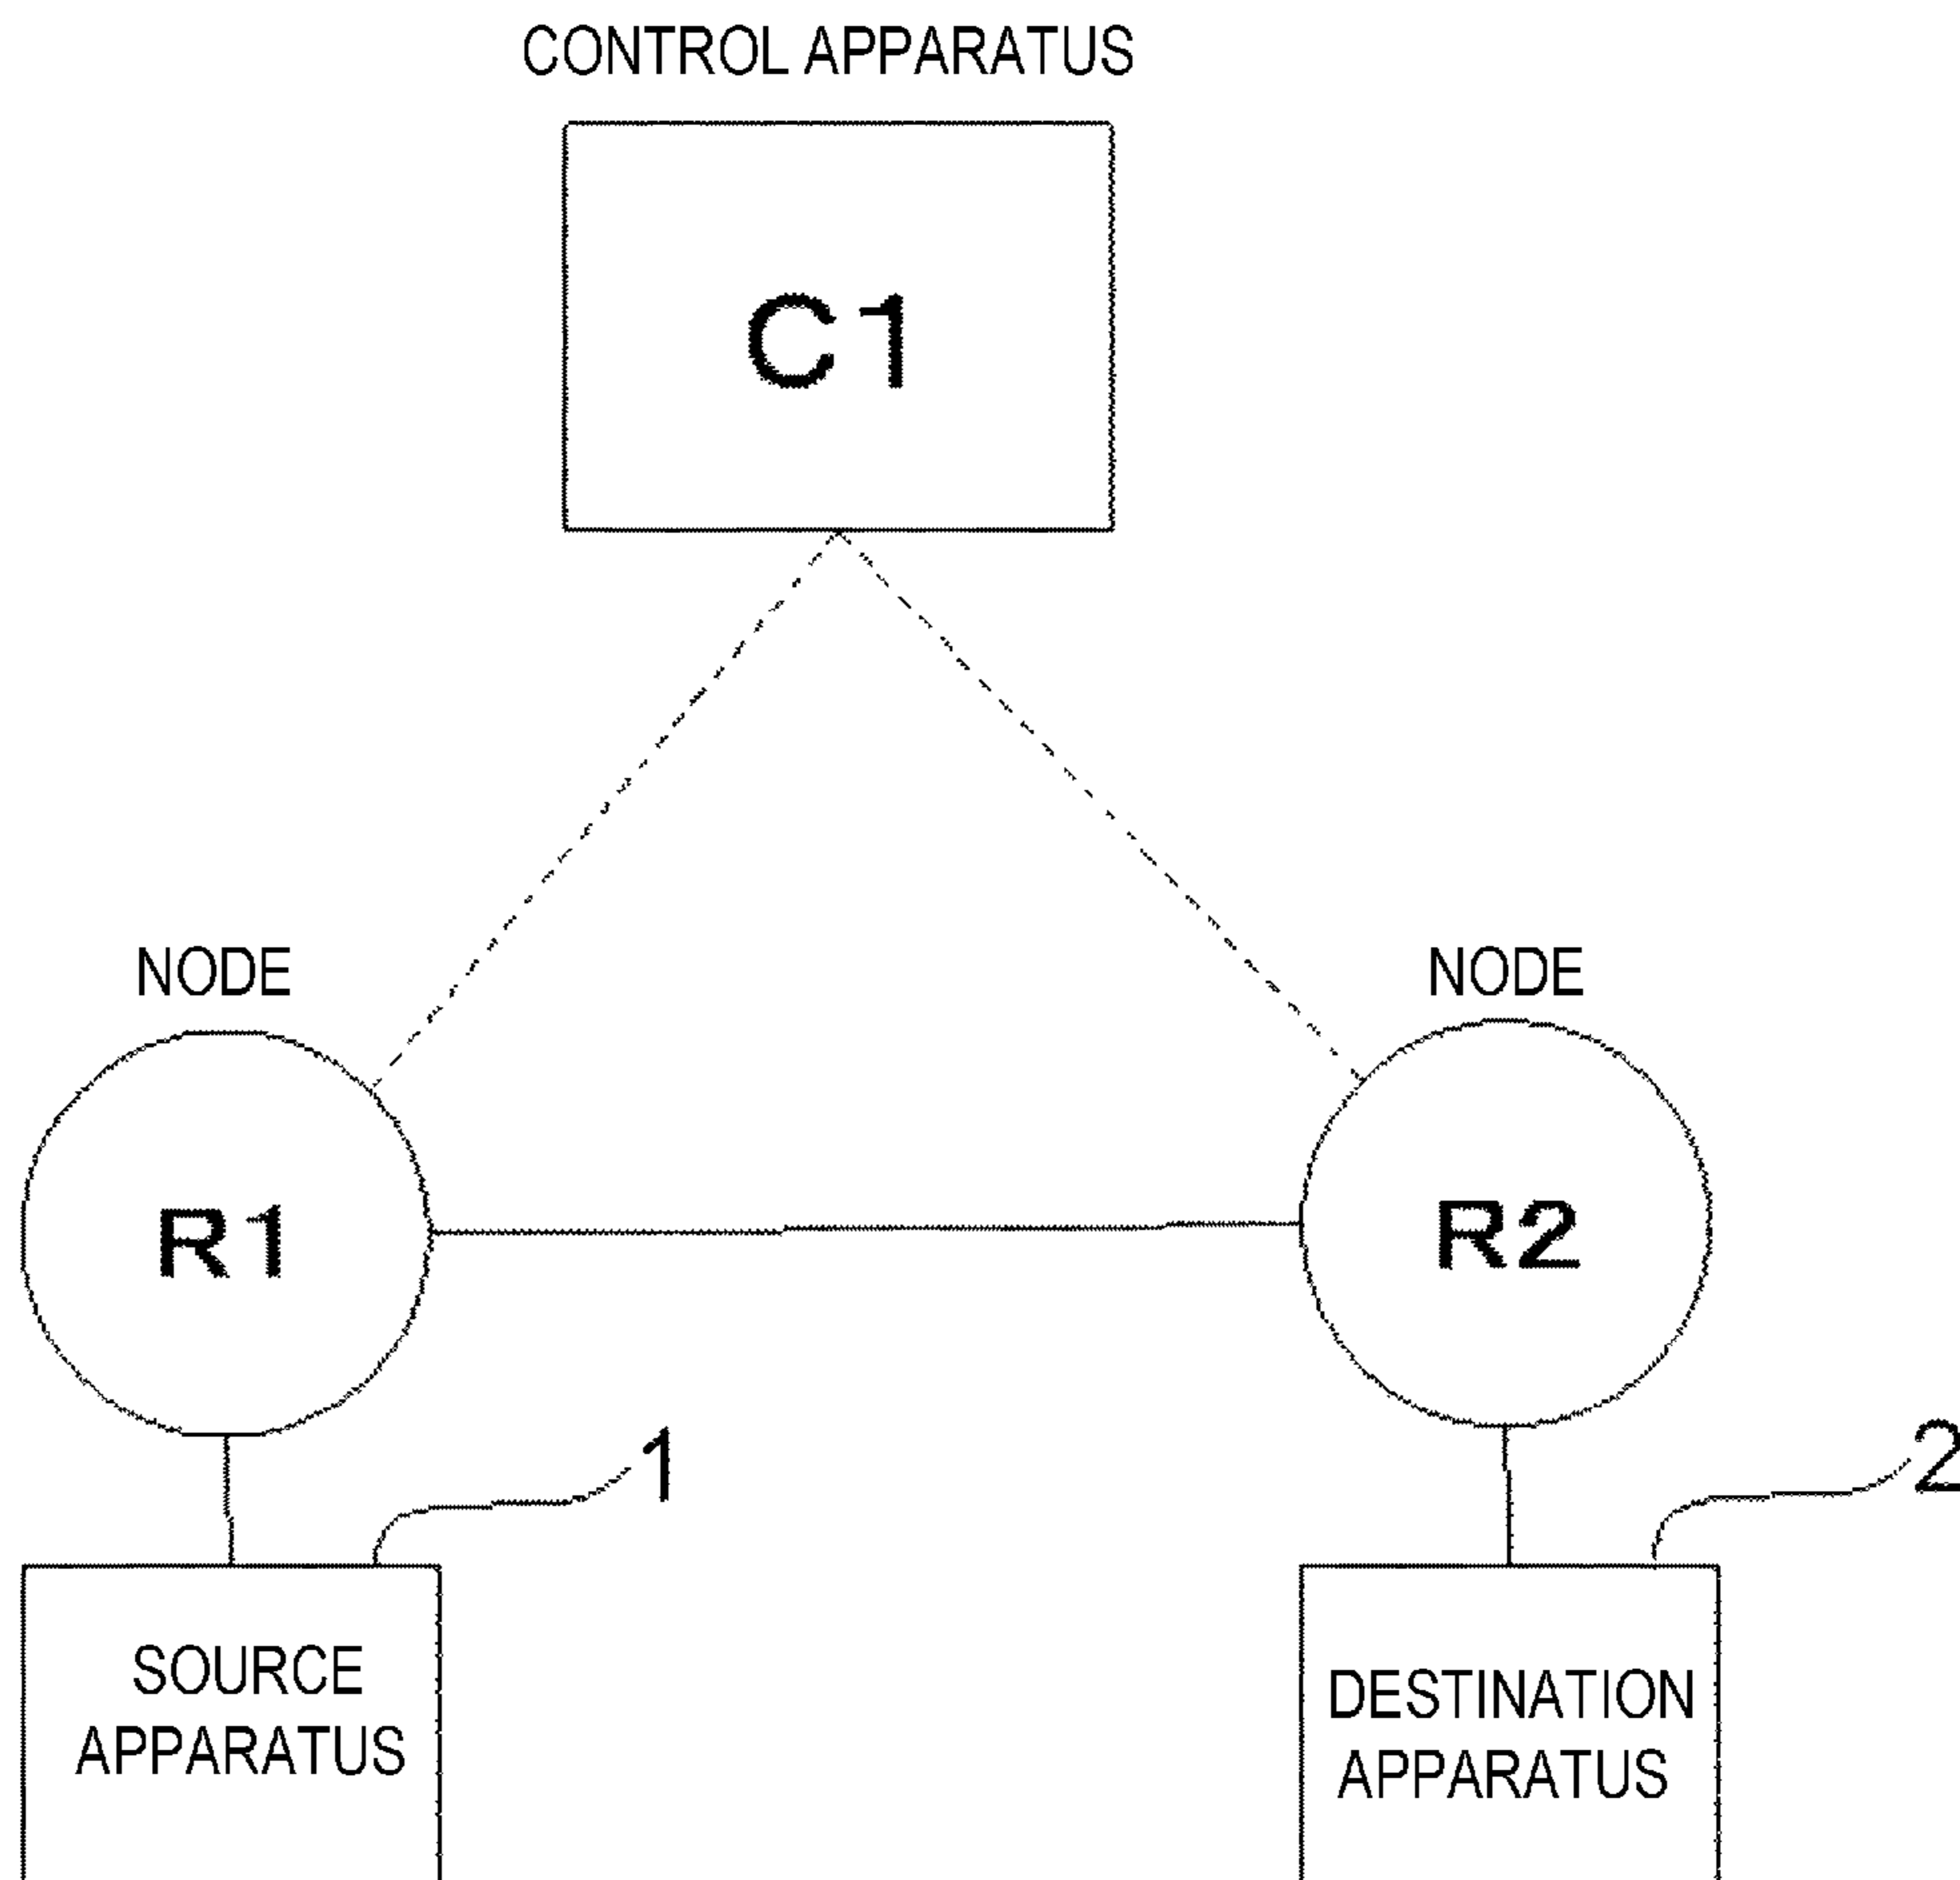 CONTROL APPARATUS
C1
NODE
NODE
R1
R2
1
2
SOURCE
APPARATUS
DESTINATION
APPARATUS